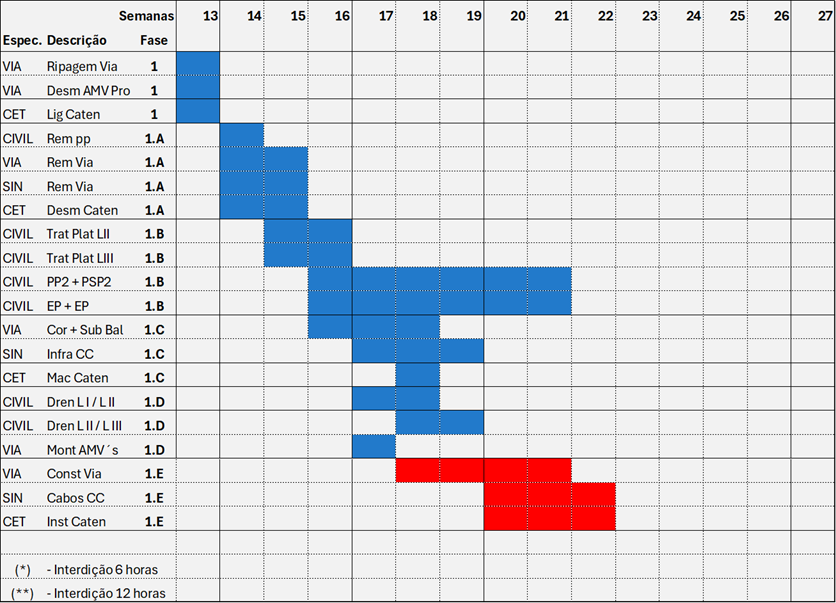 Semanas 13 14 15 16 17 18 19 20 21 22 23 24 25 26 27
Espec. Descrição Fase
VIA Ripagem Via 1
VIA Desm AMV Pro 1
CET Lig Caten 1
CIVIL Rem pp 1.A
VIA Rem Via 1.A
SIN Rem Via 1.A
CET Desm Caten 1.A
CIVIL Trat Plat LII 1.B
CIVIL Trat Plat LIII 1.B
CIVIL PP2 + PSP2 1.B
CIVIL EP + EP 1.B
VIA Cor + Sub Bal 1.C
SIN Infra CC 1.C
CET Mac Caten 1.C
CIVIL Dren L I / L II 1.D
CIVIL Dren L II / L III 1.D
VIA Mont AMV´s 1.D
VIA Const Via 1.E
SIN Cabos CC 1.E
CET Inst Caten 1.E
(*) - Interdição 6 horas
(**) - Interdição 12 horas